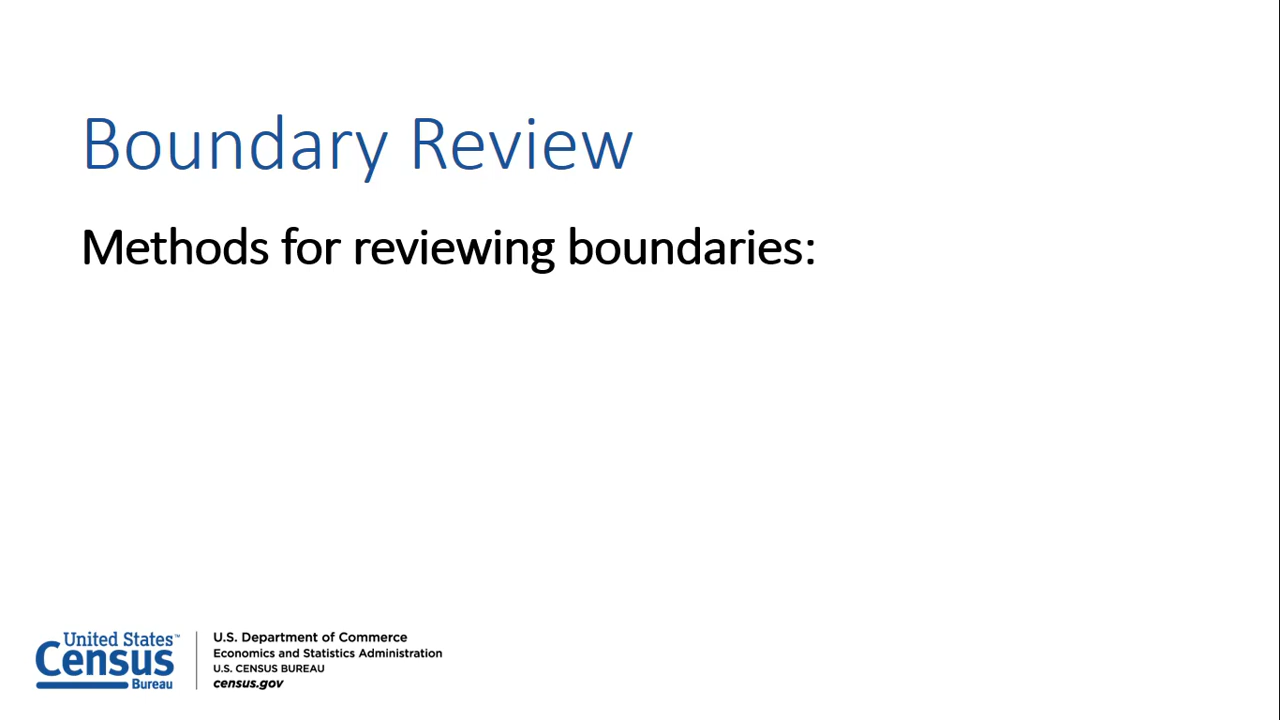 Boundary Review
Methods for reviewing boundaries:
United States™
Census
Bureau
U.S. Department of Commerce
Economics and Statistics Administration
U.S. CENSUS BUREAU
census.gov